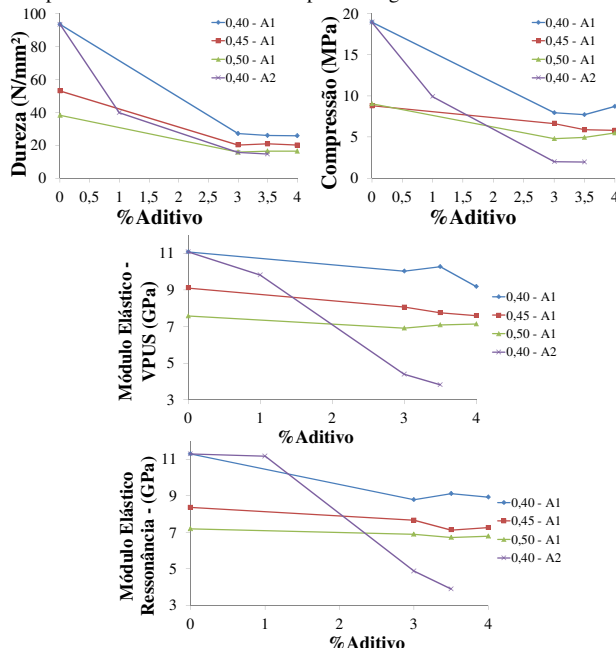 100
80
60
40
20
0
Dureza (N/mm²)
0 0,5 1 1,5 2 2,5 3 3,5 4
%Aditivo
0,40 - A1
0,45 - A1
0,50 - A1
0,40 - A2
20
15
10
5
0
Compressão (MPa)
0 0,5 1 1,5 2 2,5 3 3,5 4
%Aditivo
0,40 - A1
0,45 - A1
0,50 - A1
0,40 - A2
11
9
7
5
3
Módulo Elástico -
VPUS (GPa)
0 1 2 3 4
%Aditivo
0,40 - A1
0,45 - A1
0,50 - A1
0,40 - A2
11
9
7
5
3
Módulo Elástico
Ressonância - (GPa)
0 1 2 3 4
%Aditivo
0,40 - A1
0,45 - A1
0,50 - A1
0,40 - A2